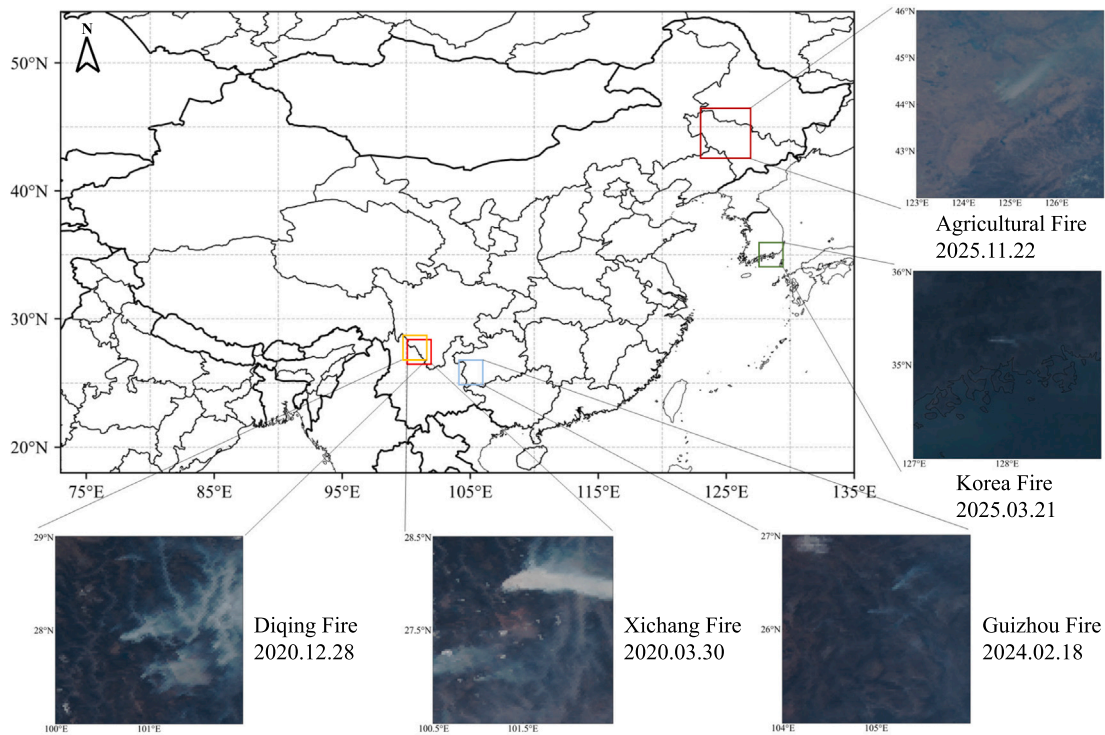 N
50°N
40°N
30°N
20°N
75°E
85°E
95°E
105°E
115°E
125°E
135°E
46°N
45°N
44°N
43°N
123°E
124°E
125°E
126°E
Agricultural Fire
2025.11.22
36°N
35°N
127°E
128°E
Korea Fire
2025.03.21
29°N
28°N
100°E
101°E
Diqing Fire
2020.12.28
28.5°N
27.5°N
100.5°E
101.5°E
Xichang Fire
2020.03.30
27°N
26°N
104°E
105°E
Guizhou Fire
2024.02.18